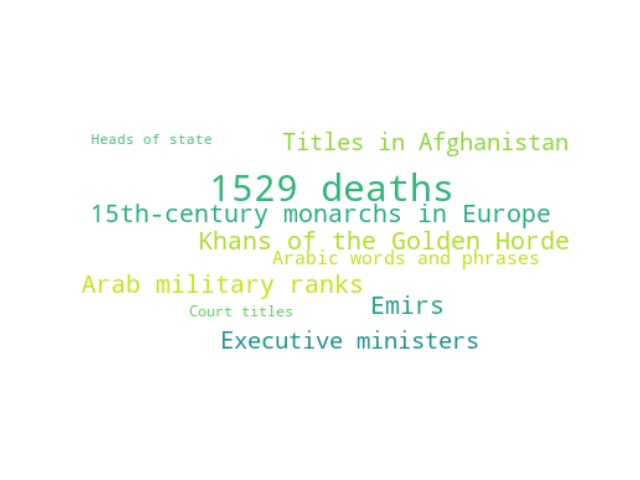 Heads of state
Titles in Afghanistan
1529 deaths
15th-century monarchs in Europe
Khans of the Golden Horde
Arabic words and phrases
Arab military ranks
Emirs
Court titles
Executive ministers